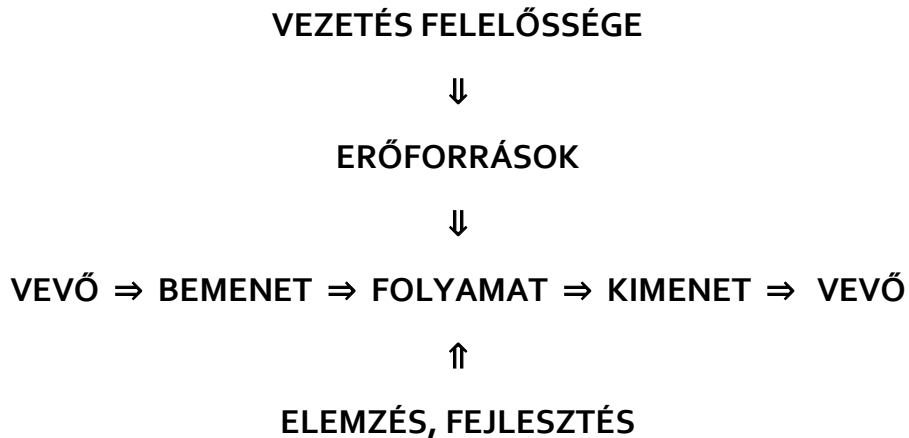 VEZETÉS FELELŐSSÉGE
⇓
ERŐFORRÁSOK
⇓
VEVŐ ⇒ BEMENET ⇒ FOLYAMAT ⇒ KIMENET ⇒ VEVŐ
⇑
ELEMZÉS, FEJLESZTÉS